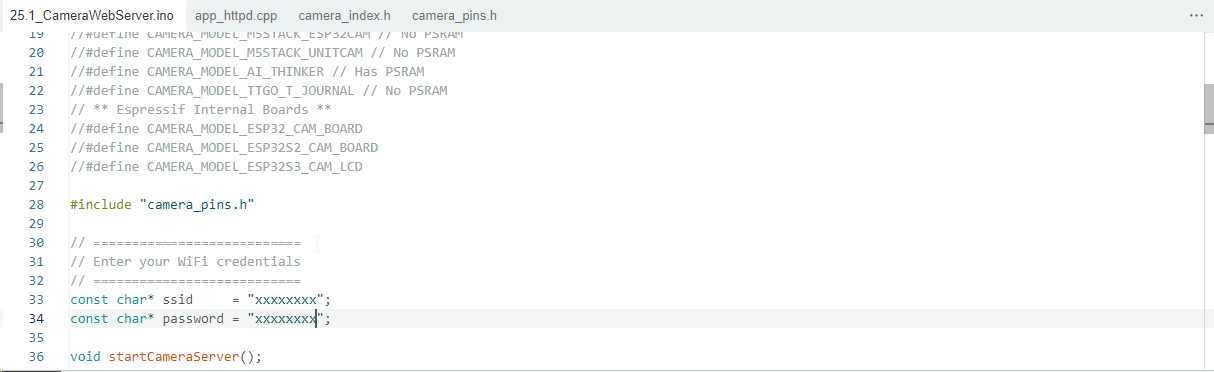 25.1_CameraWebServer.ino app_httpd.cpp camera_index.h camera_pins.h ...
19 //#define CAMERA_MODEL_M5STACK_ESP32CAM // No PSRAM
20 //#define CAMERA_MODEL_M5STACK_UNITCAM // No PSRAM
21 //#define CAMERA_MODEL_AI_THINKER // Has PSRAM
22 //#define CAMERA_MODEL_TTGO_T_JOURNAL // No PSRAM
23 // ** Espressif Internal Boards **
24 //#define CAMERA_MODEL_ESP32_CAM_BOARD
25 //#define CAMERA_MODEL_ESP32S2_CAM_BOARD
26 //#define CAMERA_MODEL_ESP32S3_CAM_LCD
27
28 #include "camera_pins.h"
29
30 // ===========================
31 // Enter your WiFi credentials
32 // ===========================
33 const char* ssid     = "xxxxxxxx";
34 const char* password = "xxxxxxxx";
35
36 void startCameraServer();